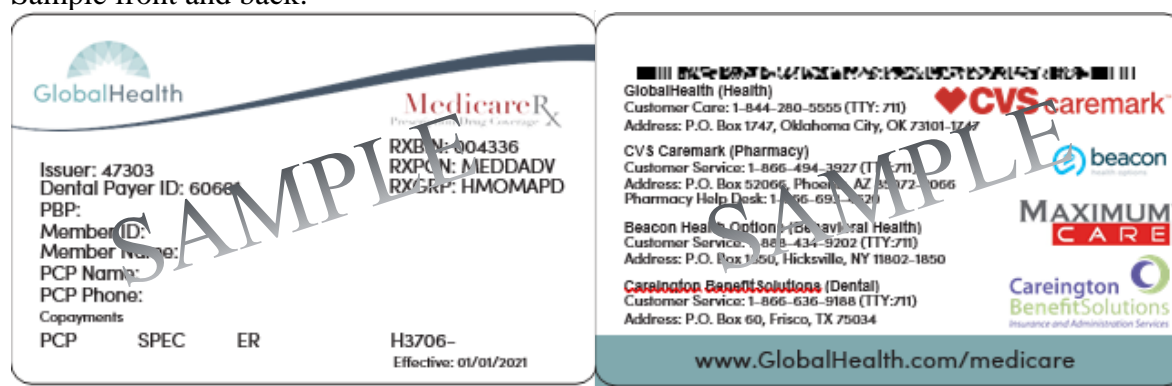 Sample front and back:
GlobalHealth
MedicareRx
Prescription Drug Coverage
Issuer: 47303
Dental Payer ID:
PBP:
Member ID:
Member Name:
PCP Name:
PCP Phone:
Copayments
PCP SPEC ER
RXBIN: 004336
RXPCN: MEDDADV
RXGRP: HMOMAPD
H3706-
Effective: 01/01/2021
SAMPLE
GlobalHealth (Health)
Customer Care: 1-844-280-5555 (TTY: 711)
Address: P.O. Box 1747, Oklahoma City, OK 73101-1747
CVS Caremark (Pharmacy)
Customer Service: 1-866-494-3927 (TTY:711)
Address: P.O. Box 52066, Phoenix, AZ
Pharmacy Help Desk:
Beacon Health Options (Behavioral Health)
Customer Service: 1-888-434-9202 (TTY:711)
Address: P.O. Box 1850, Hicksville, NY 11802-1850
Careington BenefitSolutions (Dental)
Customer Service: 1-866-636-9188 (TTY:711)
Address: P.O. Box 60, Frisco, TX 75034
CVS caremark
beacon
health options
MAXIMUM
CARE
Careington
BenefitSolutions
Insurance and Administration Services
SAMPLE
www.GlobalHealth.com/medicare